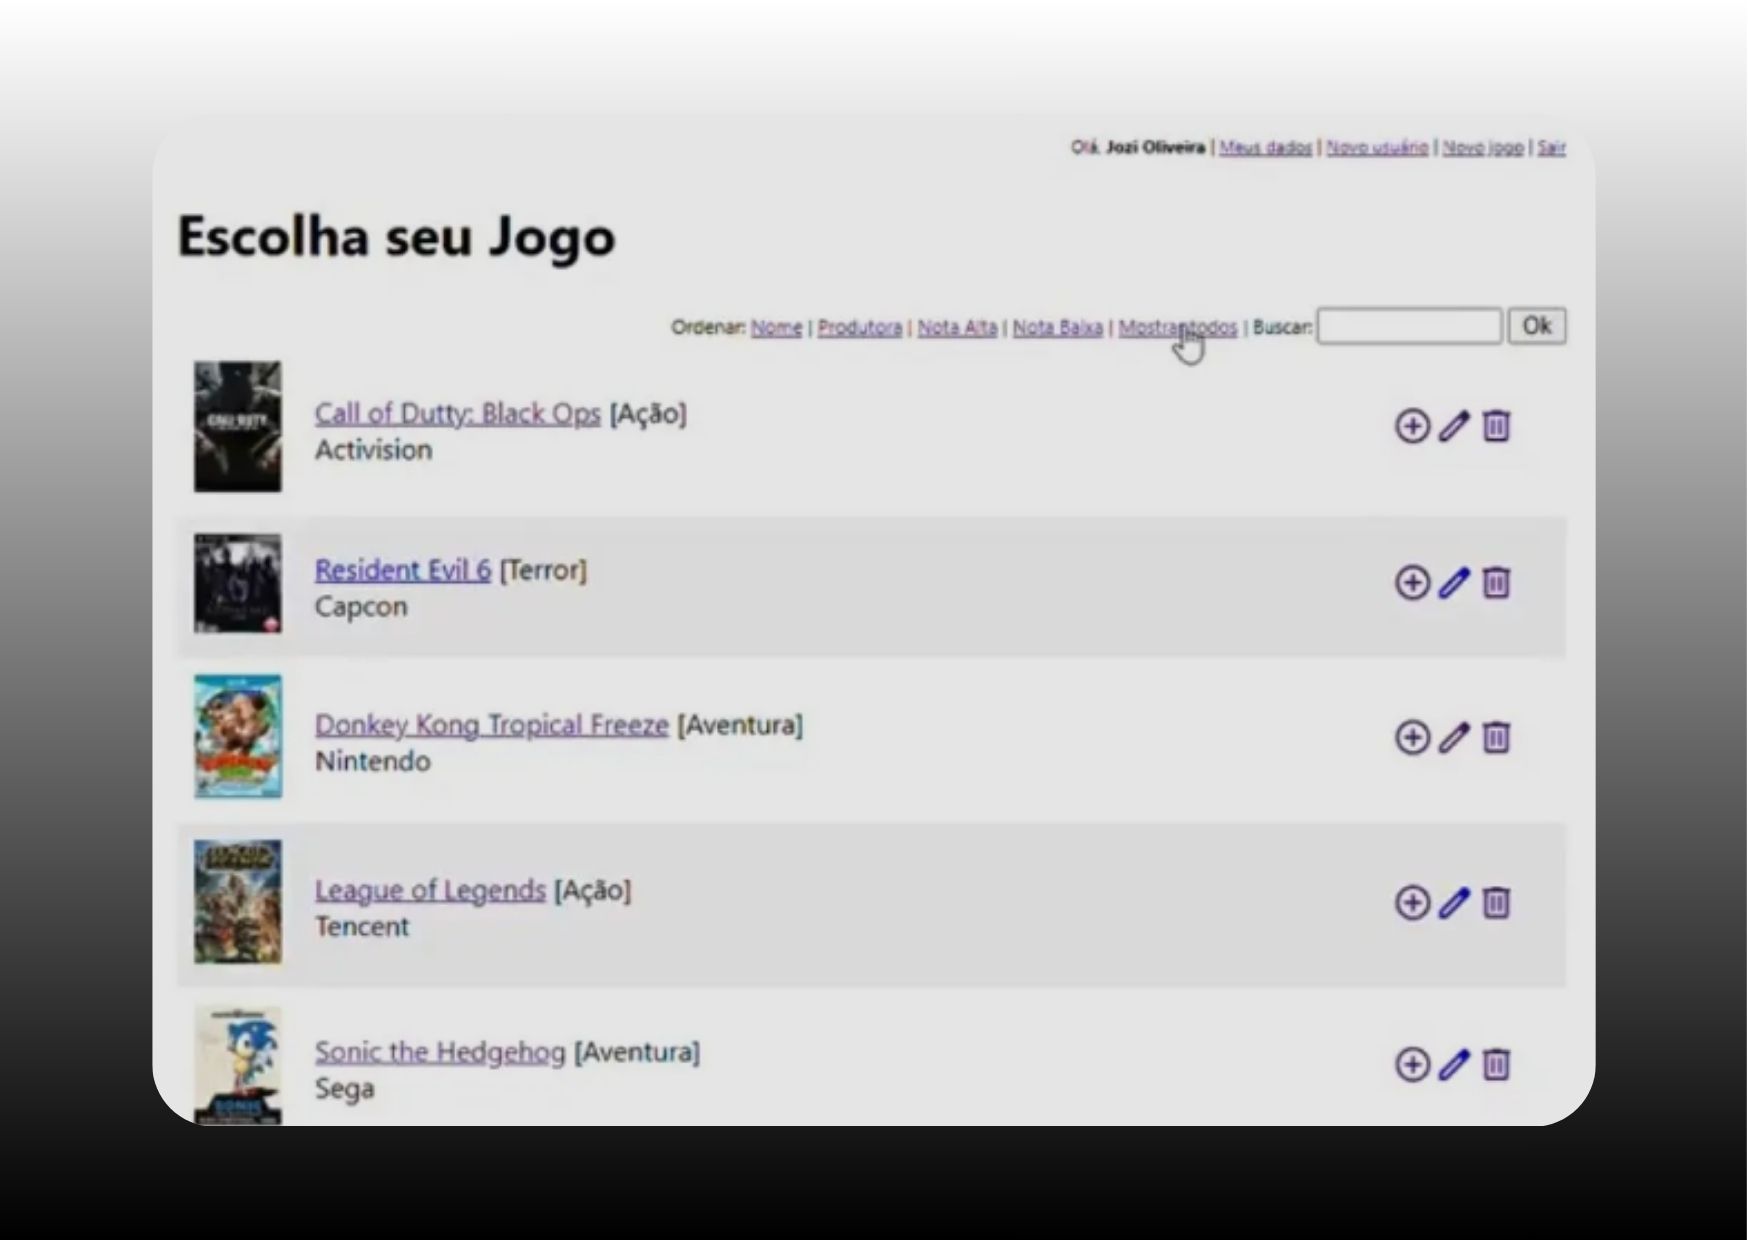 Olá, Jozi Oliveira | Meus dados | Novo usuário | Novo jogo | Sair
Escolha seu Jogo
Ordenar: Nome | Produtora | Nota Alta | Nota Baixa | Mostrar todos | Buscar: Ok
Call of Dutty: Black Ops [Ação]
Activision
Resident Evil 6 [Terror]
Capcon
Donkey Kong Tropical Freeze [Aventura]
Nintendo
League of Legends [Ação]
Tencent
Sonic the Hedgehog [Aventura]
Sega
SONIC